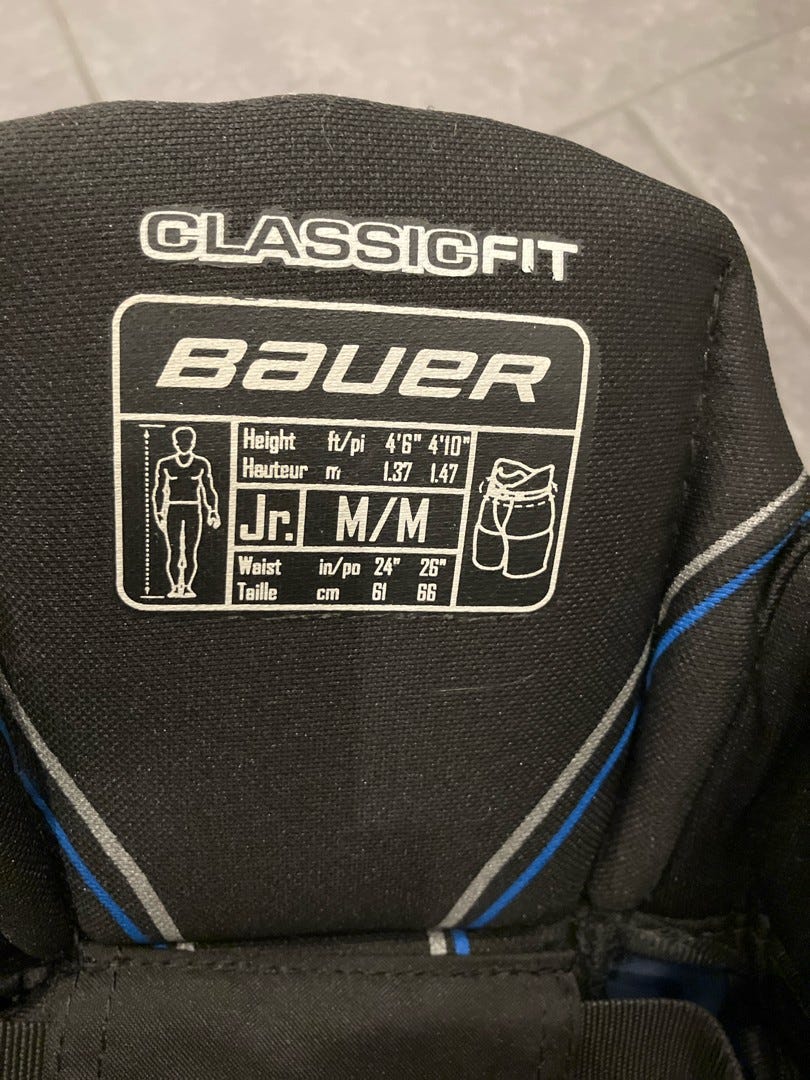 CLASSICFIT
BAUER
Height ft/pi 4'6" 4'10"
Hauteur m 1.37 1.47
Jr. M/M
Waist in/po 24" 26"
Taille cm 61 66